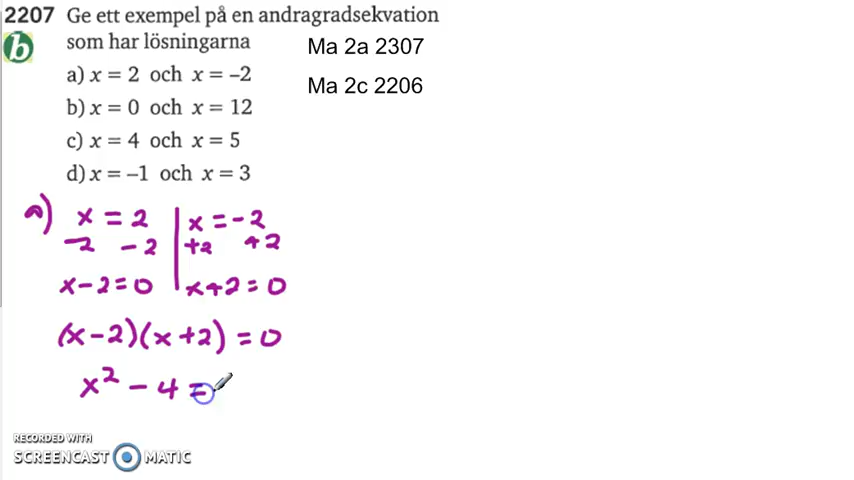 2207 Ge ett exempel på en andragradsekvation
b som har lösningarna
Ma 2a 2307
a) x = 2 och x = –2
Ma 2c 2206
b) x = 0 och x = 12
c) x = 4 och x = 5
d) x = –1 och x = 3
a) x = 2 | x = -2
-2 -2 | +2 +2
x-2=0 | x+2=0
(x-2)(x+2)=0
x² - 4 =
RECORDED WITH
SCREENCAST MATIC